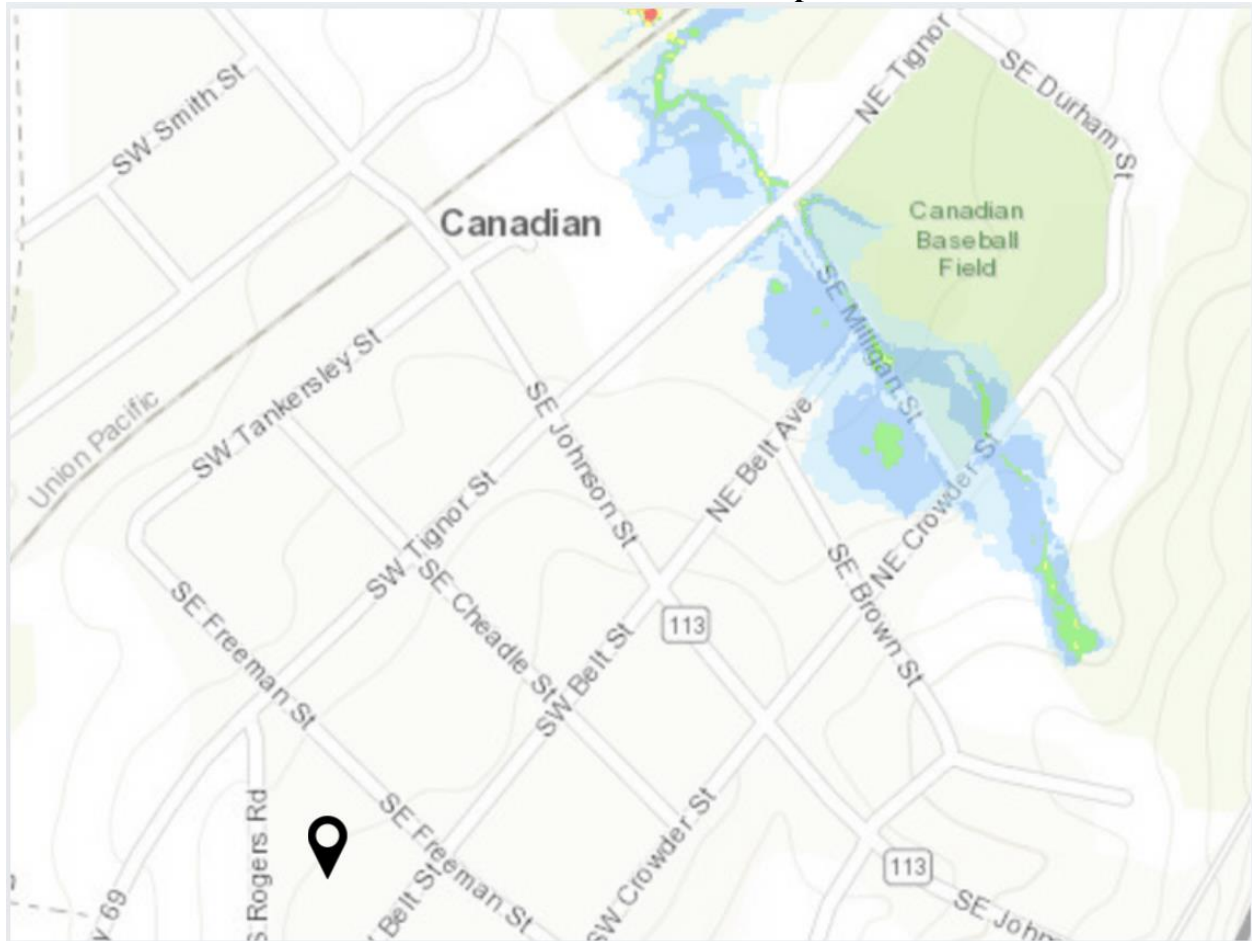 NE Tignor
SE Durham St
SW Smith St
Canadian
Canadian
Baseball
Field
SE Milligan St
SW Tankersley St
Union Pacific
SE Johnson St
NE Belt Ave
SW Tignor St
NE Crowder St
SE Brown St
SE Cheadle St
113
SW Belt St
SE Freeman St
SE Freeman St
S Rogers Rd
SW Crowder St
113
69
Belt St
SE John